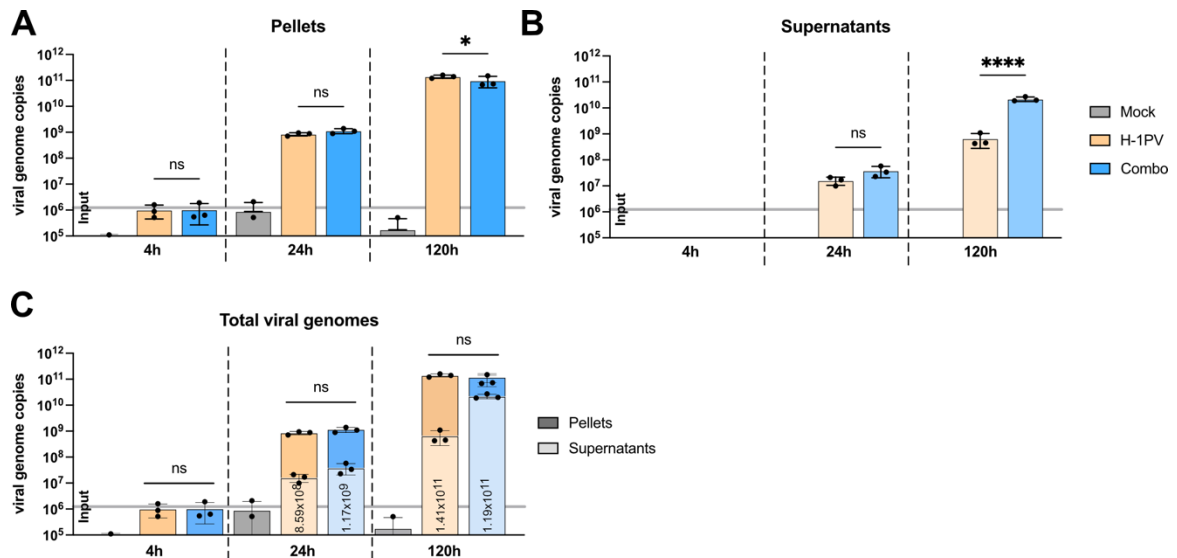 A
Pellets
viral genome copies
10¹²
10¹¹
10¹⁰
10⁹
10⁸
10⁷
10⁶
10⁵
Input
ns
ns
*
4h
24h
120h
B
Supernatants
viral genome copies
10¹²
10¹¹
10¹⁰
10⁹
10⁸
10⁷
10⁶
10⁵
Input
ns
****
4h
24h
120h
Mock
H-1PV
Combo
C
Total viral genomes
viral genome copies
10¹²
10¹¹
10¹⁰
10⁹
10⁸
10⁷
10⁶
10⁵
Input
ns
ns
ns
8.59x10⁸
1.17x10⁹
1.41x10¹¹
1.19x10¹¹
4h
24h
120h
Pellets
Supernatants